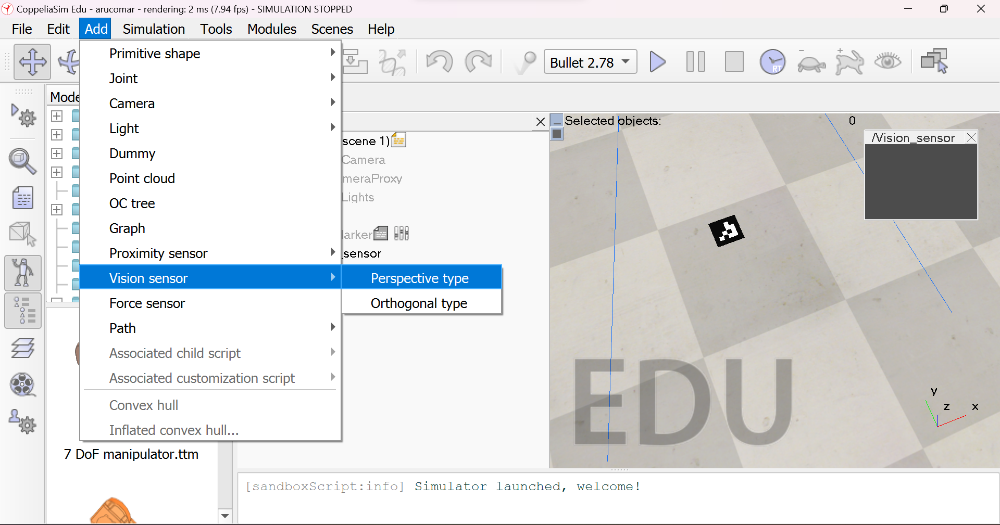 CoppeliaSim Edu - arucomar - rendering: 2 ms (7.94 fps) - SIMULATION STOPPED
File Edit Add Simulation Tools Modules Scenes Help
Bullet 2.78
RT
Mode
Primitive shape
Joint
Camera
Light
Dummy
Point cloud
OC tree
Graph
Proximity sensor
Vision sensor
Force sensor
Path
Associated child script
Associated customization script
Convex hull
Inflated convex hull...
Perspective type
Orthogonal type
scene 1)
Camera
meraProxy
Lights
arker
_sensor
Selected objects: 0
/Vision_sensor
EDU
y
z x
7 DoF manipulator.ttm
[sandboxScript:info] Simulator launched, welcome!